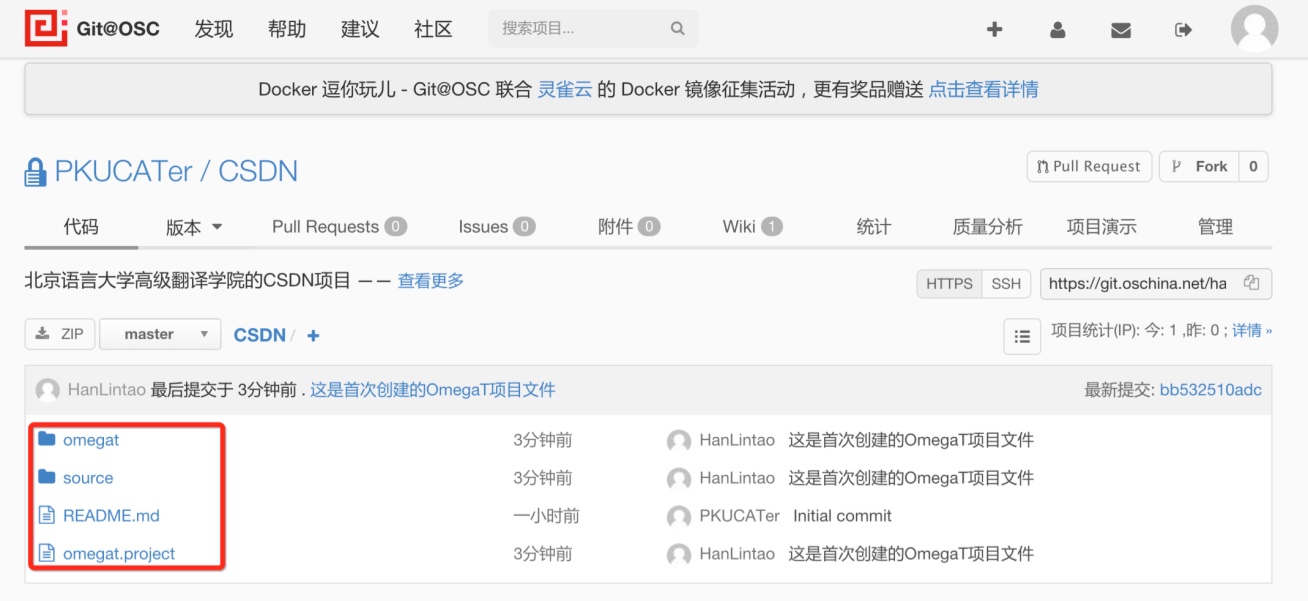 Git@OSC 发现 帮助 建议 社区 搜索项目...
Docker 逗你玩儿 - Git@OSC 联合 灵雀云 的 Docker 镜像征集活动，更有奖品赠送 点击查看详情
PKUCATer / CSDN Pull Request Fork 0
代码 版本 Pull Requests 0 Issues 0 附件 0 Wiki 1 统计 质量分析 项目演示 管理
北京语言大学高级翻译学院的CSDN项目 —— 查看更多 HTTPS SSH https://git.oschina.net/ha
ZIP master CSDN / + 项目统计(IP): 今: 1 ,昨: 0 ; 详情 »
HanLintao 最后提交于 3分钟前 . 这是首次创建的OmegaT项目文件 最新提交: bb532510adc
omegat 3分钟前 HanLintao 这是首次创建的OmegaT项目文件
source 3分钟前 HanLintao 这是首次创建的OmegaT项目文件
README.md 一小时前 PKUCATer Initial commit
omegat.project 3分钟前 HanLintao 这是首次创建的OmegaT项目文件